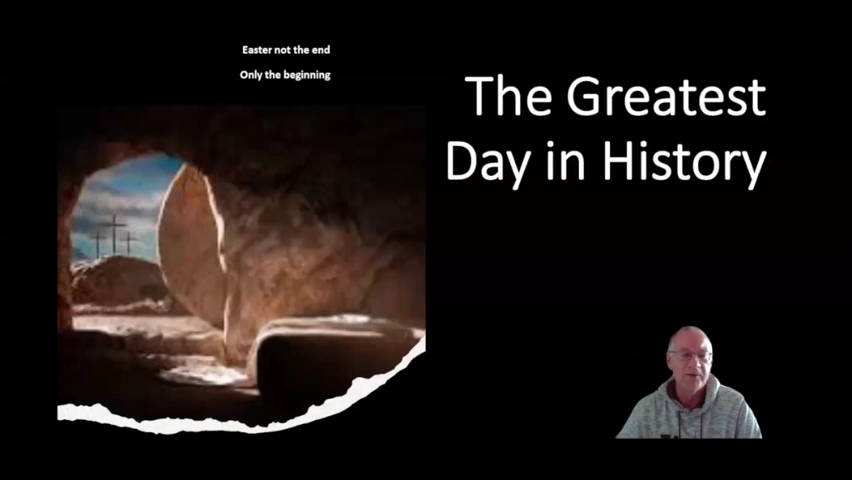 Easter not the end
Only the beginning
The Greatest
Day in History